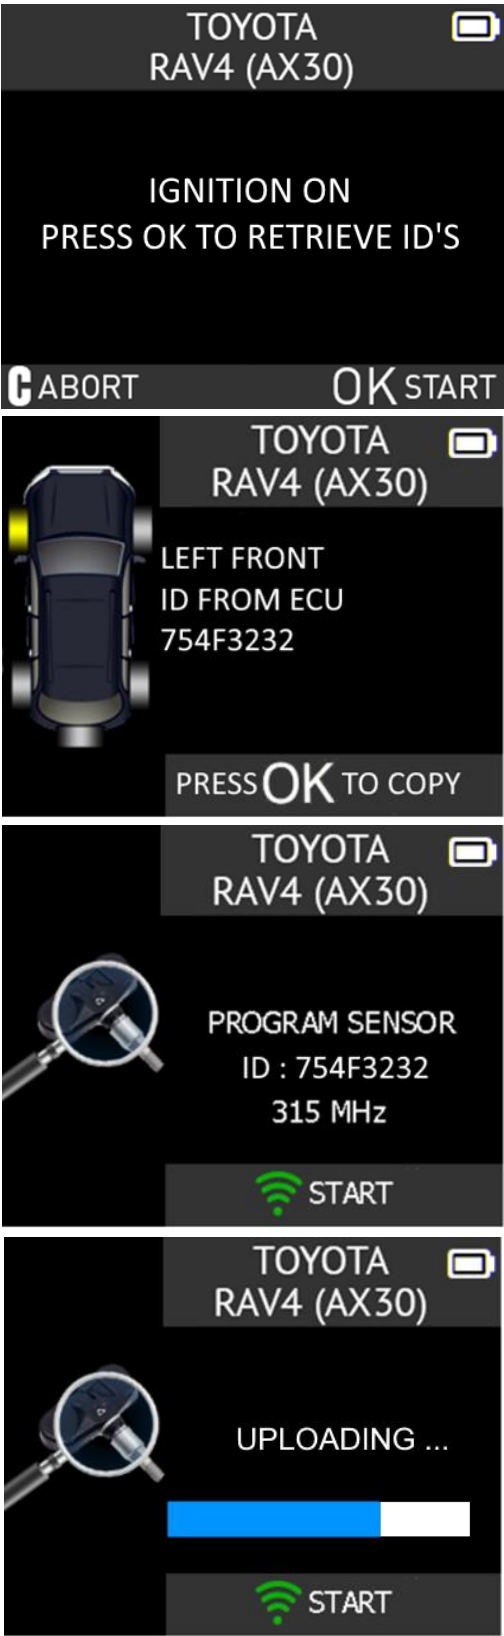 TOYOTA
RAV4 (AX30)
IGNITION ON
PRESS OK TO RETRIEVE ID'S
C ABORT
OK START
TOYOTA
RAV4 (AX30)
LEFT FRONT
ID FROM ECU
754F3232
PRESS OK TO COPY
TOYOTA
RAV4 (AX30)
PROGRAM SENSOR
ID : 754F3232
315 MHz
START
TOYOTA
RAV4 (AX30)
UPLOADING ...
START